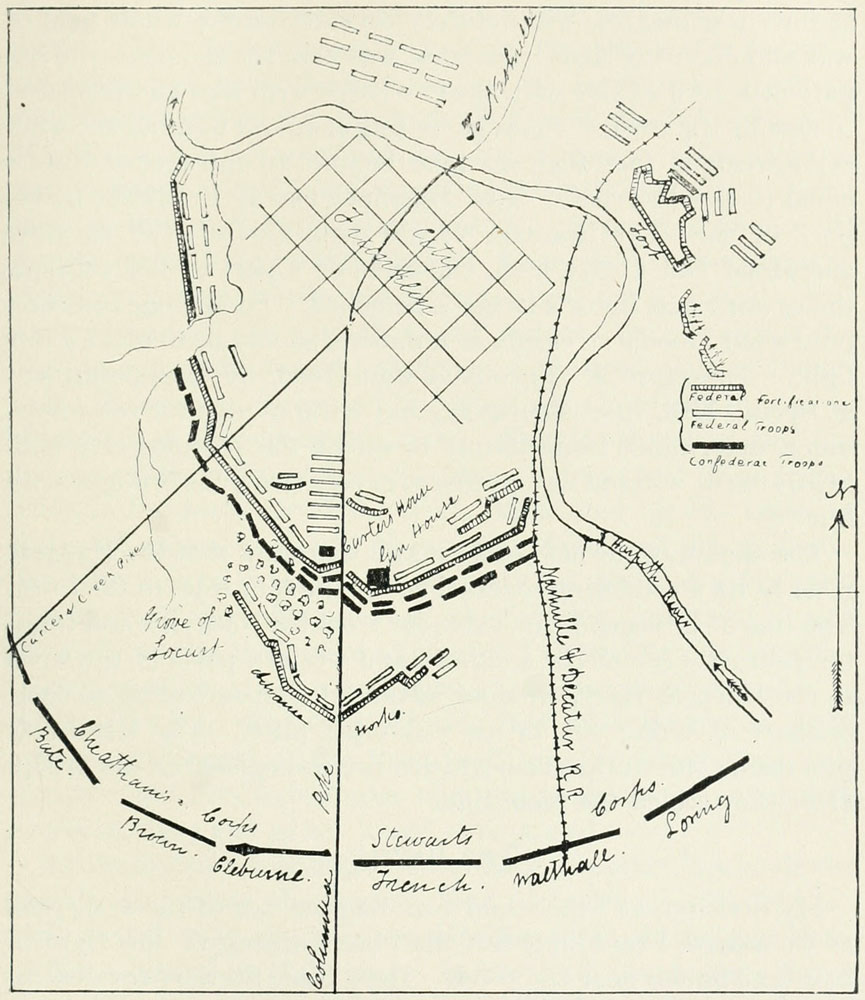 To Nashville
City
Franklin
Fort
Federal Fortifications
Federal Troops
Confederat Troops
N
Carters House
Gin House
Harpeth River
Carters Creek Pike
Grove of
Locust
Nashville & Decatur R R
Advance
Works
Cheatham's Corps
Bate.
Brown.
Cleburne.
Columbia Pike
Stewarts Corps.
French.
Walthall.
Loring